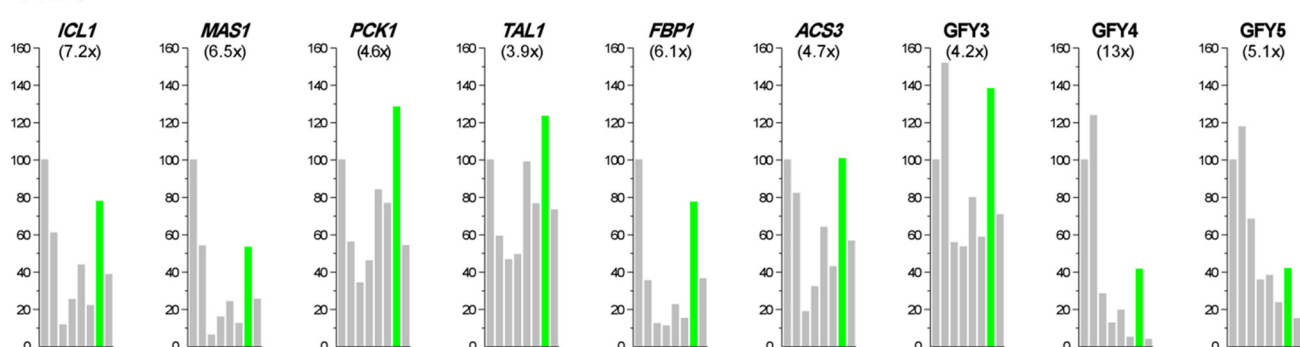 ICL1 MAS1 PCK1 TAL1 FBP1 ACS3 GFY3 GFY4 GFY5
(7.2x) (6.5x) (4.6x) (3.9x) (6.1x) (4.7x) (4.2x) (13x) (5.1x)
160 160 160 160 160 160 160 160 160
140 140 140 140 140 140 140 140 140
120 120 120 120 120 120 120 120 120
100 100 100 100 100 100 100 100 100
80 80 80 80 80 80 80 80 80
60 60 60 60 60 60 60 60 60
40 40 40 40 40 40 40 40 40
20 20 20 20 20 20 20 20 20
0 0 0 0 0 0 0 0 0